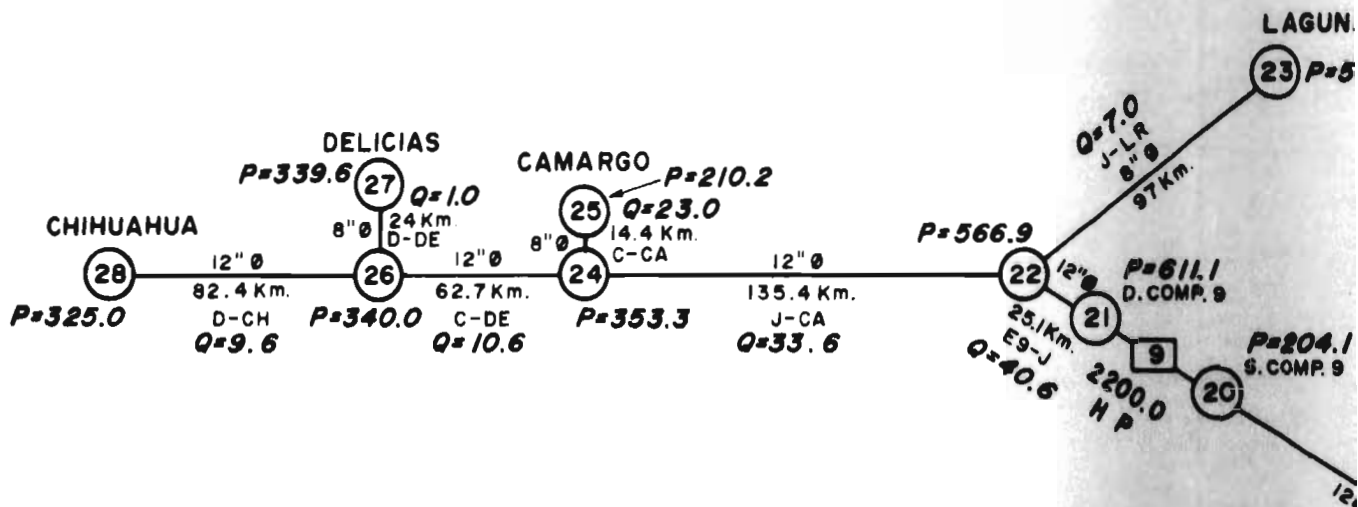 LAGUN
23 P=5
Q=7.0
J-L.R
8"Ø
97 Km.
DELICIAS
P=339.6
27
Q=1.0
8"Ø
24 Km.
D-DE
CAMARGO
P=210.2
25
Q=23.0
8"Ø
14.4 Km.
C-CA
CHIHUAHUA
28
12"Ø
82.4 Km.
D-CH
Q=9.6
P=325.0
26
P=340.0
12"Ø
62.7 Km.
C-DE
Q=10.6
24
P=353.3
12"Ø
135.4 Km.
J-CA
Q=33.6
P=566.9
22
12"Ø
25.1 Km.
E9-J
Q=40.6
P=611.1
D. COMP. 9
21
9
2200.0
HP
P=204.1
S. COMP. 9
20